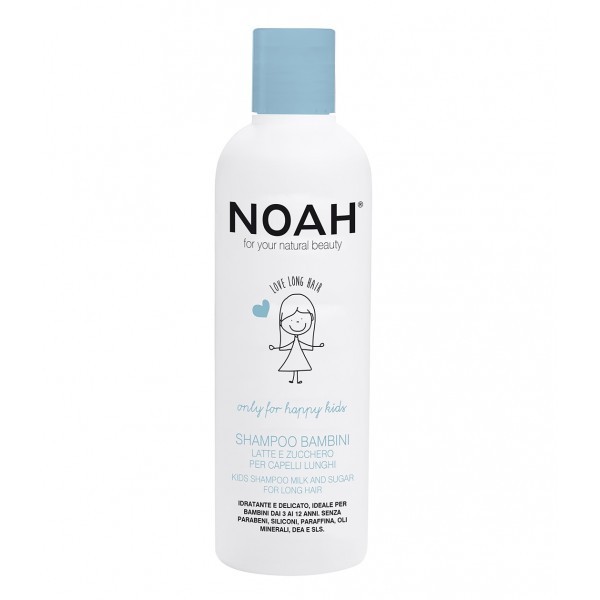 NOAH®
for your natural beauty
LOVE LONG HAIR
only for happy kids
SHAMPOO BAMBINI
LATTE E ZUCCHERO
PER CAPELLI LUNGHI
KIDS SHAMPOO MILK AND SUGAR
FOR LONG HAIR
IDRATANTE E DELICATO, IDEALE PER
BAMBINI DAI 3 AI 12 ANNI. SENZA
PARABENI, SILICONI, PARAFFINA, OLI
MINERALI, DEA E SLS.